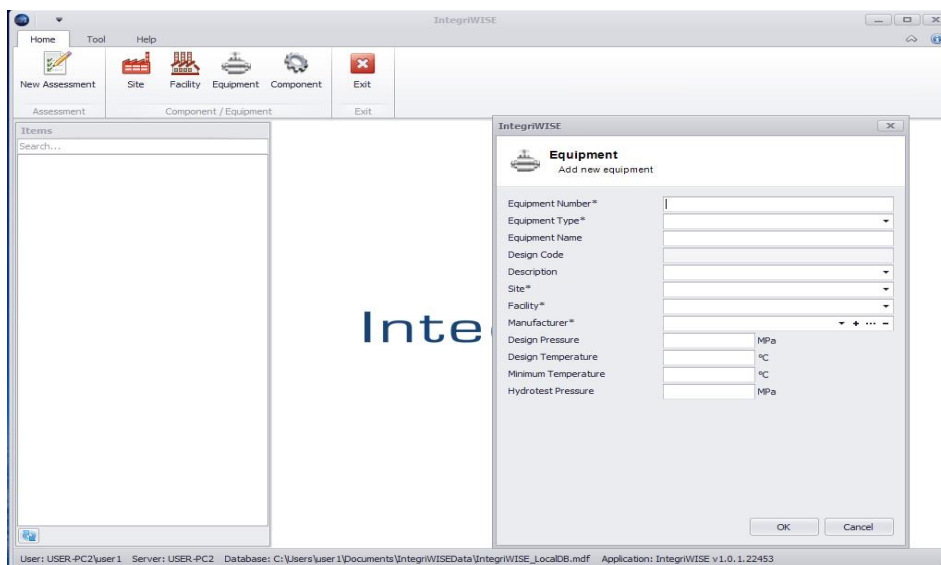 IntegriWISE
Home Tool Help
New Assessment Site Facility Equipment Component Exit
Assessment Component / Equipment Exit
Items
Search...
Inte
IntegriWISE
Equipment
Add new equipment
Equipment Number*
Equipment Type*
Equipment Name
Design Code
Description
Site*
Facility*
Manufacturer*
Design Pressure MPa
Design Temperature °C
Minimum Temperature °C
Hydrotest Pressure MPa
OK Cancel
User: USER-PC2\user1 Server: USER-PC2 Database: C:\Users\user1\Documents\IntegriWISEData\IntegriWISE_LocalDB.mdf Application: IntegriWISE v1.0.1.22453